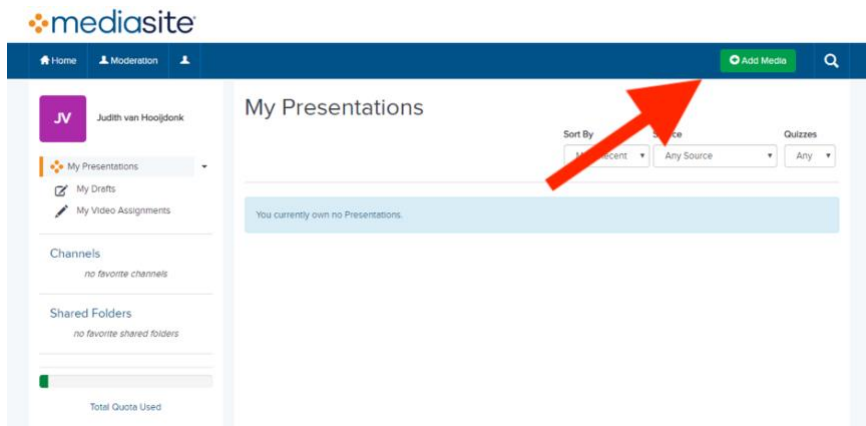 mediasite
Home Moderation Add Media
JV Judith van Hooijdonk
My Presentations
Sort By Quizzes
Any Source Any
My Presentations
My Drafts
My Video Assignments
You currently own no Presentations.
Channels
no favorite channels
Shared Folders
no favorite shared folders
Total Quota Used